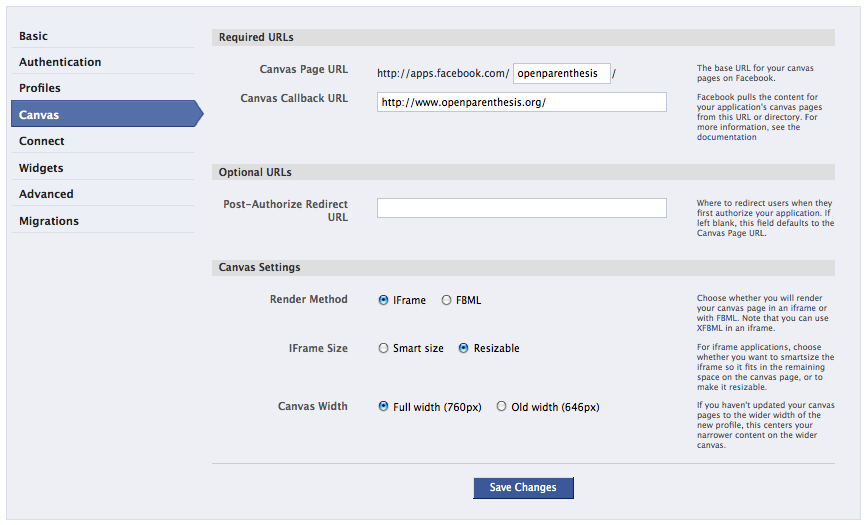 Basic
Authentication
Profiles
Canvas
Connect
Widgets
Advanced
Migrations
Required URLs
Canvas Page URL
http://apps.facebook.com/ openparenthesis /
The base URL for your canvas
pages on Facebook.
Canvas Callback URL
http://www.openparenthesis.org/
Facebook pulls the content for
your application's canvas pages
from this URL or directory. For
more information, see the
documentation
Optional URLs
Post-Authorize Redirect
URL
Where to redirect users when they
first authorize your application. If
left blank, this field defaults to the
Canvas Page URL.
Canvas Settings
Render Method
IFrame FBML
Choose whether you will render
your canvas page in an iframe or
with FBML. Note that you can use
XFBML in an iframe.
IFrame Size
Smart size Resizable
For iframe applications, choose
whether you want to smartsize the
iframe so it fits in the remaining
space on the canvas page, or to
make it resizable.
Canvas Width
Full width (760px) Old width (646px)
If you haven't updated your canvas
pages to the wider width of the
new profile, this centers your
narrower content on the wider
canvas.
Save Changes